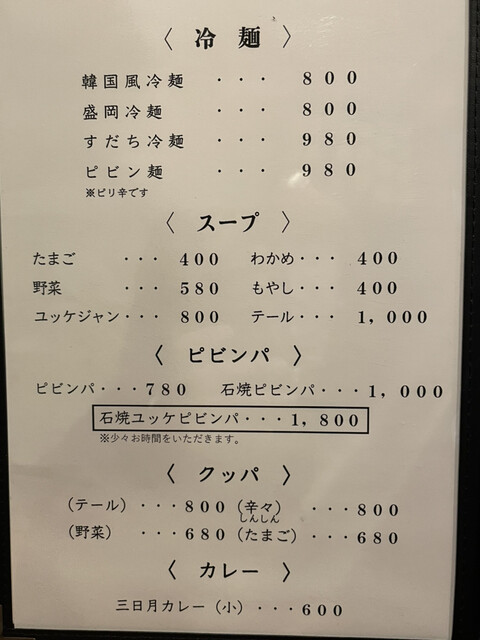 〈 冷 麺 〉
韓国風冷麺 ・・・ 800
盛岡冷麺 ・・・ 800
すだち冷麺 ・・・ 980
ピビン麺 ・・・ 980
※ピリ辛です
〈 スープ 〉
たまご ・・・ 400 わかめ・・・ 400
野菜 ・・・ 580 もやし・・・ 400
ユッケジャン・・・ 800 テール・・・ 1,000
〈 ピビンパ 〉
ピビンパ・・・780 石焼ピビンパ・・・1,000
石焼ユッケピビンパ・・・1,800
※少々お時間をいただきます。
〈 クッパ 〉
(テール) ・・・800 (辛々) ・・・800
しんしん
(野菜) ・・・680 (たまご) ・・・680
〈 カレー 〉
三日月カレー(小)・・・600